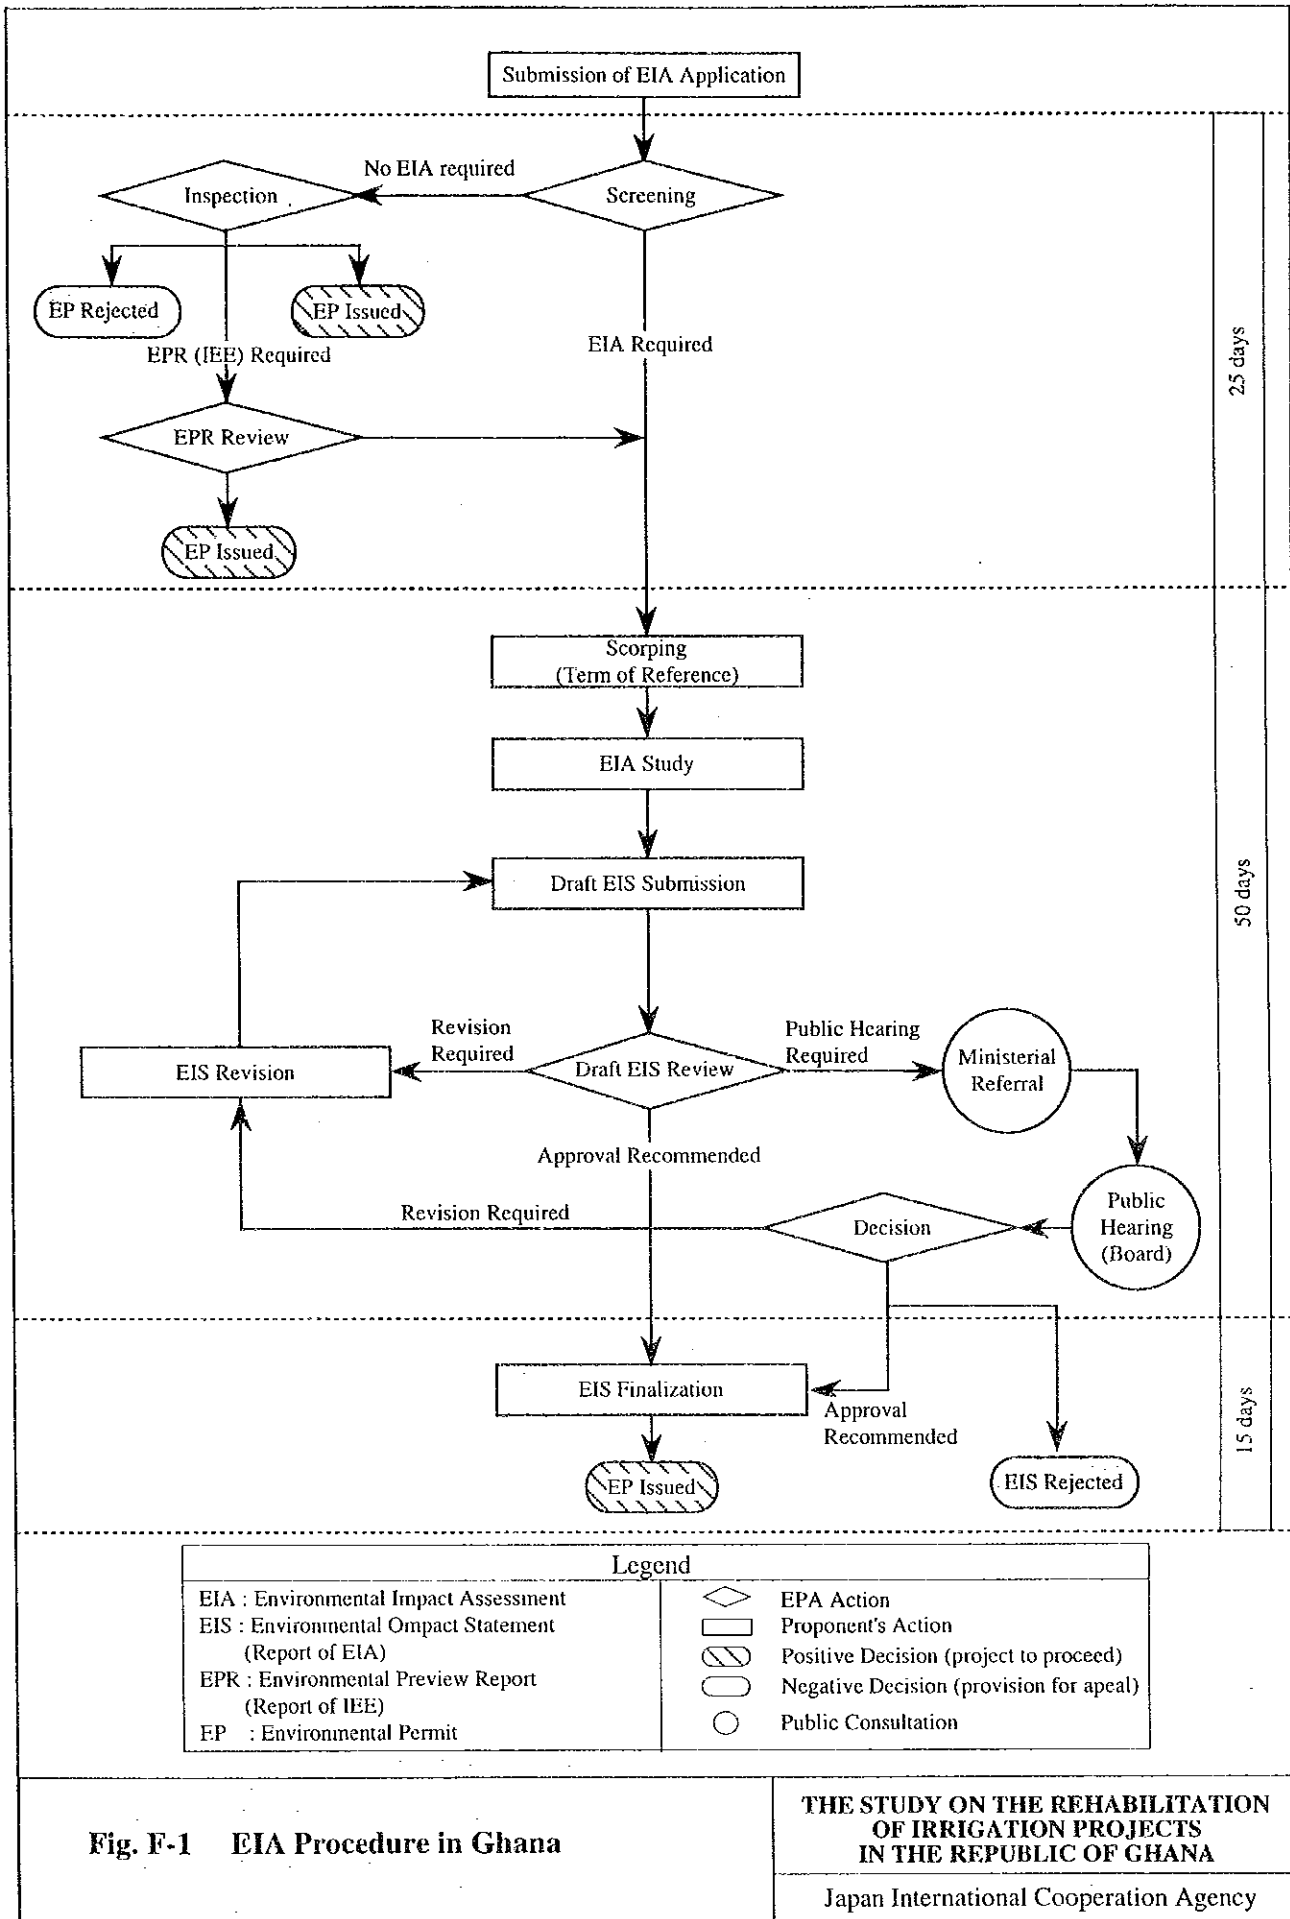 Submission of EIA Application
No EIA required
Inspection
Screening
EP Rejected
EP Issued
EPR (IEE) Required
EIA Required
25 days
EPR Review
EP Issued
Scorping
(Term of Reference)
EIA Study
Draft EIS Submission
50 days
Revision
Required
Public Hearing
Required
EIS Revision
Draft EIS Review
Ministerial
Referral
Approval Recommended
Revision Required
Decision
Public
Hearing
(Board)
EIS Finalization
Approval
Recommended
15 days
EP Issued
EIS Rejected
Legend
EIA : Environmental Impact Assessment
EIS : Environmental Ompact Statement
(Report of EIA)
EPR : Environmental Preview Report
(Report of IEE)
EP : Environmental Permit
EPA Action
Proponent's Action
Positive Decision (project to proceed)
Negative Decision (provision for apeal)
Public Consultation
Fig. F-1 EIA Procedure in Ghana
THE STUDY ON THE REHABILITATION
OF IRRIGATION PROJECTS
IN THE REPUBLIC OF GHANA
Japan International Cooperation Agency